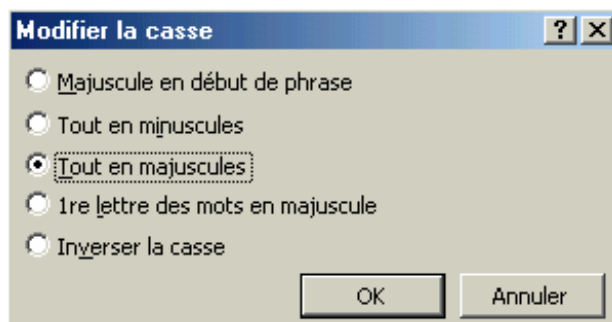 Modifier la casse
Majuscule en début de phrase
Tout en minuscules
Tout en majuscules
1re lettre des mots en majuscule
Inverser la casse
OK Annuler